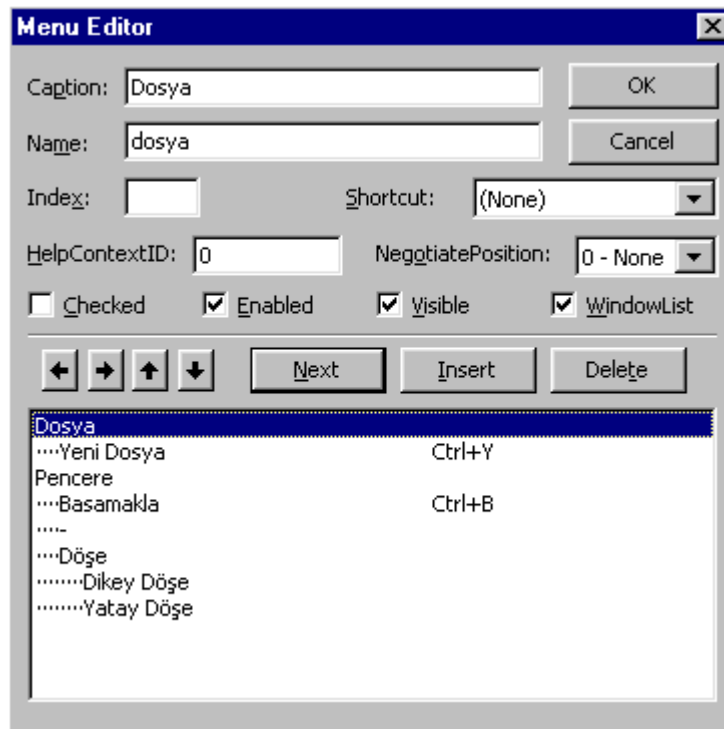 Menu Editor
Caption: Dosya OK
Name: dosya Cancel
Index: Shortcut: (None)
HelpContextID: 0 NegotiatePosition: 0 - None
Checked Enabled Visible WindowList
Next Insert Delete
Dosya
····Yeni Dosya Ctrl+Y
Pencere
····Basamakla Ctrl+B
····-
····Döşe
········Dikey Döşe
········Yatay Döşe